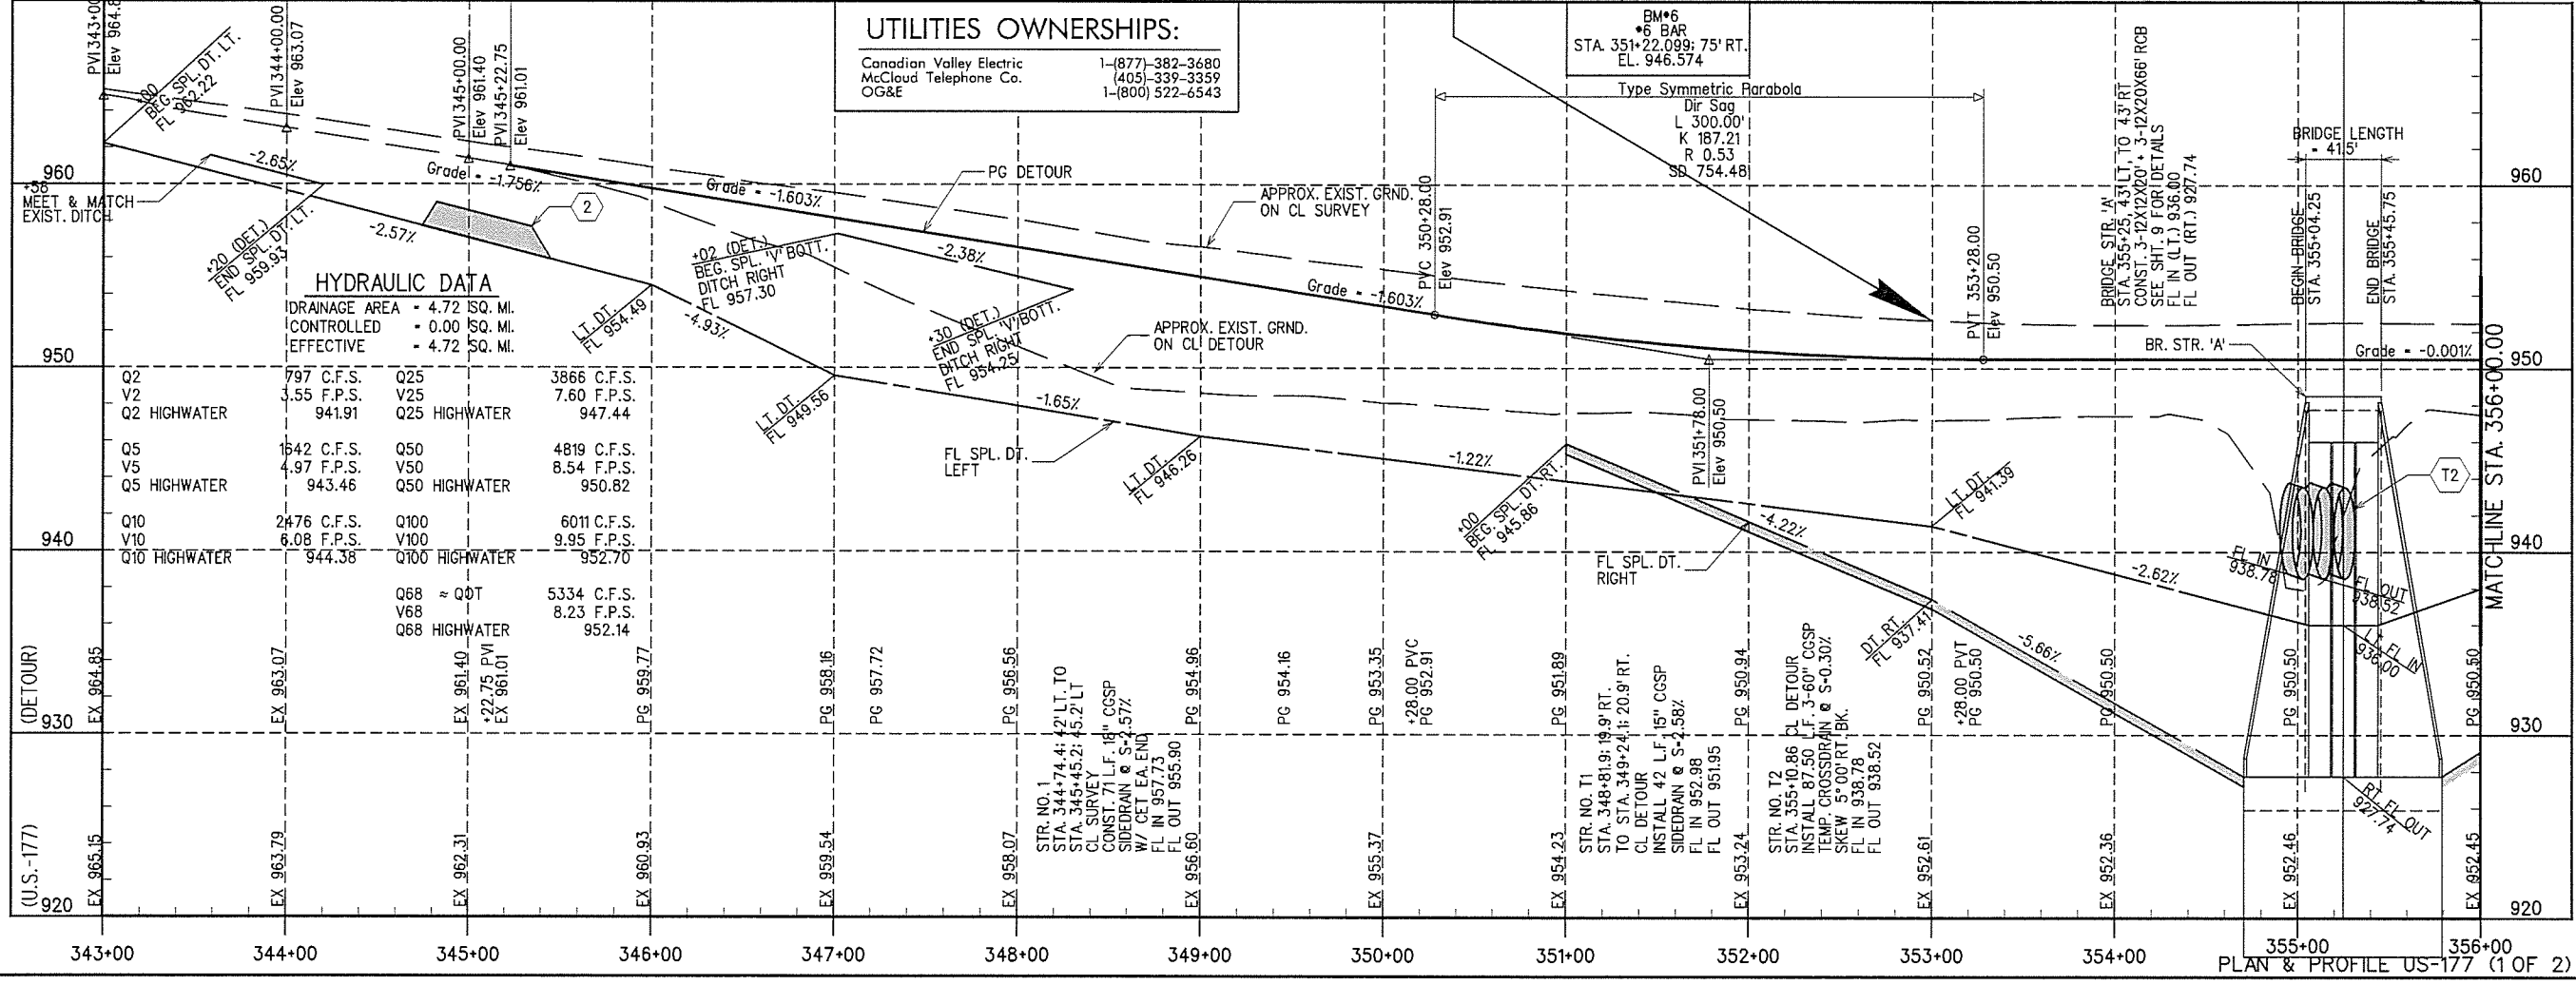 PVI 343+00
Elev 964.8
+00
BEG. SPL. DT. LT.
FL 962.22
PVI 344+00.00
Elev 963.07
PVI 345+00.00
Elev 961.40
PVI 345+22.75
Elev 961.01
UTILITIES OWNERSHIPS:
Canadian Valley Electric 1-(877)-382-3680
McCloud Telephone Co. (405)-339-3359
OG&E 1-(800) 522-6543
BM#6
#6 BAR
STA. 351+22.099; 75' RT.
EL. 946.574
Type Symmetric Parabola
Dir Sag
L 300.00'
K 187.21
R 0.53
SD 754.48
BRIDGE STR. 'A'
STA. 355+25, 43' LT. TO 43' RT
CONST. 3-12X12X20' + 3-12X20X66' RCB
SEE SHT. 9 FOR DETAILS
FL IN (LT.) 936.00
FL OUT (RT.) 927.74
BRIDGE LENGTH
= 41.5'
BEGIN BRIDGE
STA. 355+04.25
END BRIDGE
STA. 355+45.75
960
+58
MEET & MATCH
EXIST. DITCH
-2.65%
Grade = -1.756%
Grade = -1.603%
PG DETOUR
APPROX. EXIST. GRND.
ON CL SURVEY
PVC 350+28.00
Elev 952.91
960
2
-2.57%
+20 (DET.)
END SPL. DT. LT.
FL 959.93
+02 (DET.)
BEG. SPL. 'V' BOTT.
DITCH RIGHT
FL 957.30
-2.38%
Grade = -1.603%
PVT 353+28.00
Elev 950.50
HYDRAULIC DATA
DRAINAGE AREA = 4.72 SQ. MI.
CONTROLLED = 0.00 SQ. MI.
EFFECTIVE = 4.72 SQ. MI.
LT. DT.
FL 954.49
-4.93%
+30 (DET.)
END SPL. 'V' BOTT.
DITCH RIGHT
FL 954.25
APPROX. EXIST. GRND.
ON CL DETOUR
BR. STR. 'A'
Grade = -0.001%
950
950
Q2 797 C.F.S. Q25 3866 C.F.S.
V2 3.55 F.P.S. V25 7.60 F.P.S.
Q2 HIGHWATER 941.91 Q25 HIGHWATER 947.44
Q5 1642 C.F.S. Q50 4819 C.F.S.
V5 4.97 F.P.S. V50 8.54 F.P.S.
Q5 HIGHWATER 943.46 Q50 HIGHWATER 950.82
Q10 2476 C.F.S. Q100 6011 C.F.S.
V10 6.08 F.P.S. V100 9.95 F.P.S.
Q10 HIGHWATER 944.38 Q100 HIGHWATER 952.70
Q68 ≈ QOT 5334 C.F.S.
V68 8.23 F.P.S.
Q68 HIGHWATER 952.14
LT. DT.
FL 949.56
-1.65%
FL SPL. DT.
LEFT
LT. DT.
FL 946.26
-1.22%
PVI 351+78.00
Elev 950.50
+00
BEG. SPL. DT. RT.
FL 945.86
-4.22%
FL SPL. DT.
RIGHT
LT. DT.
FL 941.39
T2
940
940
-2.62%
FL IN
938.78
FL OUT
938.52
DT. RT.
FL 937.41
-5.66%
LT. FL IN
936.00
RT. FL OUT
927.74
MATCHLINE STA. 356+00.00
(DETOUR)
930
930
EX 964.85
EX 963.07
EX 961.40
+22.75 PVI
EX 961.01
PG 959.77
PG 958.16
PG 957.72
PG 956.56
PG 954.96
PG 954.16
PG 953.35
+28.00 PVC
PG 952.91
PG 951.89
PG 950.94
PG 950.52
+28.00 PVT
PG 950.50
PG 950.50
PG 950.50
PG 950.50
STR. NO. 1
STA. 344+74.4; 42' LT. TO
STA. 345+45.2; 45.2' LT
CL SURVEY
CONST. 71 L.F. 18" CGSP
SIDEDRAIN @ S=2.57%
W/ CET EA. END
FL IN 957.73
FL OUT 955.90
STR. NO. T1
STA. 348+81.9; 19.9' RT.
TO STA. 349+24.1; 20.9' RT.
CL DETOUR
INSTALL 42 L.F. 15" CGSP
SIDEDRAIN @ S=2.58%
FL IN 952.98
FL OUT 951.95
STR. NO. T2
STA. 355+10.86 CL DETOUR
INSTALL 87.50 L.F. 3-60" CGSP
TEMP. CROSSDRAIN @ S=0.30%
SKEW 5°00' RT. BK.
FL IN 938.78
FL OUT 938.52
(U.S.-177)
920
920
EX 965.15
EX 963.79
EX 962.31
EX 960.93
EX 959.54
EX 958.07
EX 956.60
EX 955.37
EX 954.23
EX 953.24
EX 952.61
EX 952.36
EX 952.46
EX 952.45
343+00 344+00 345+00 346+00 347+00 348+00 349+00 350+00 351+00 352+00 353+00 354+00 355+00 356+00
PLAN & PROFILE US-177 (1 OF 2)